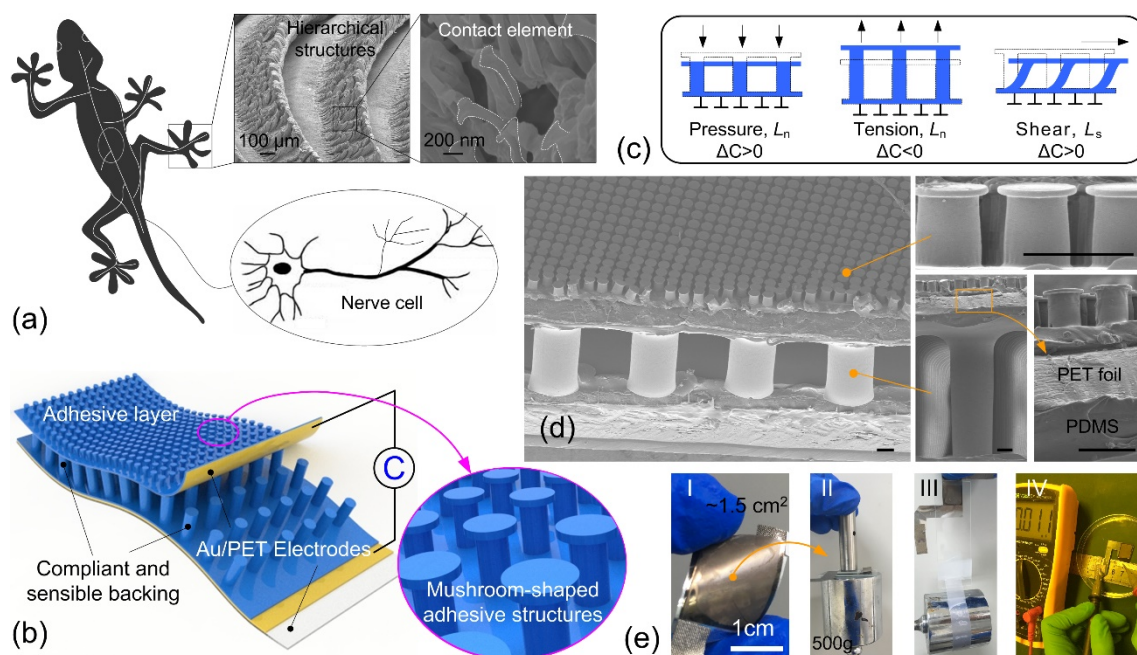 Hierarchical
structures
100 µm
Contact element
200 nm
Nerve cell
(a)
Adhesive layer
C
Au/PET Electrodes
Compliant and
sensible backing
Mushroom-shaped
adhesive structures
(b)
Pressure, Lₙ
ΔC>0
Tension, Lₙ
ΔC<0
Shear, Lₛ
ΔC>0
(c)
PET foil
PDMS
(d)
I
~1.5 cm²
1cm
II
500g
III
IV
0.011
(e)